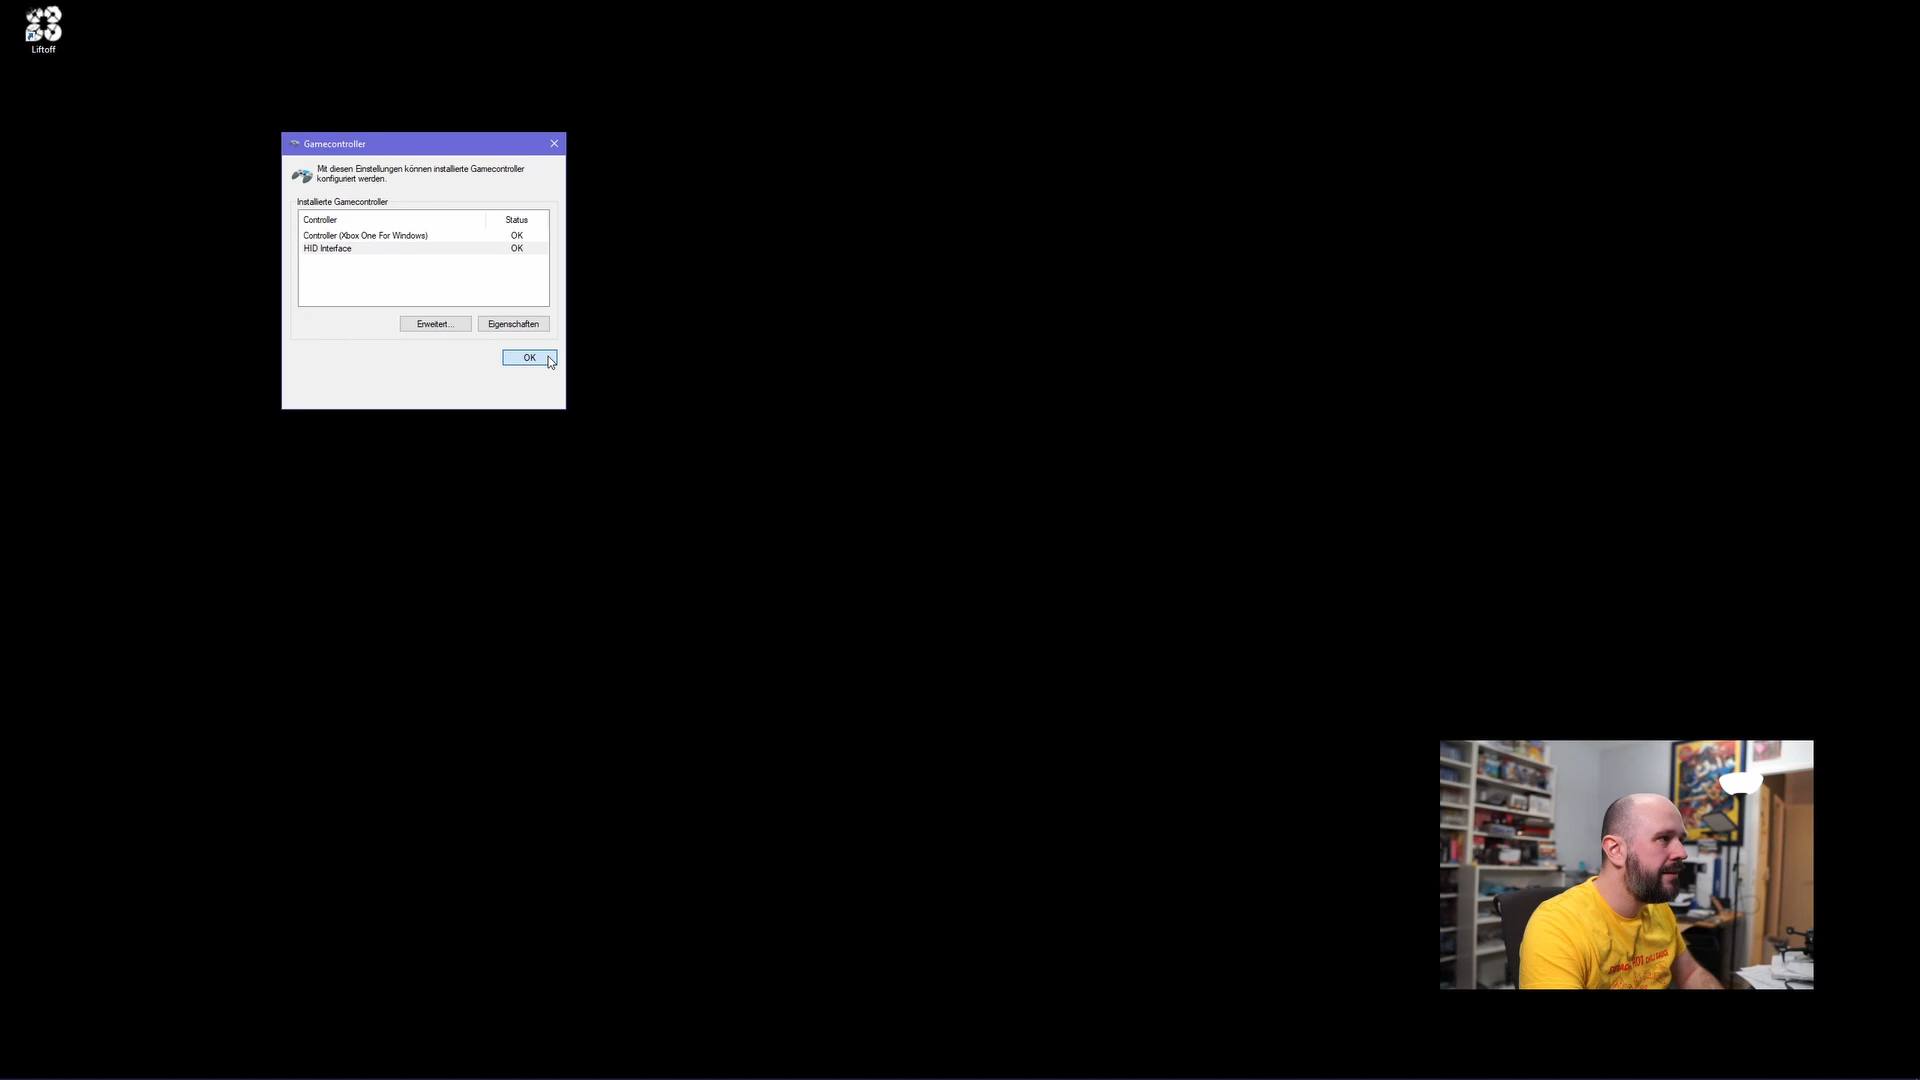 Liftoff
Gamecontroller
Mit diesen Einstellungen können installierte Gamecontroller
konfiguriert werden.
Installierte Gamecontroller
Controller Status
Controller (Xbox One For Windows) OK
HID Interface OK
Erweitert... Eigenschaften
OK